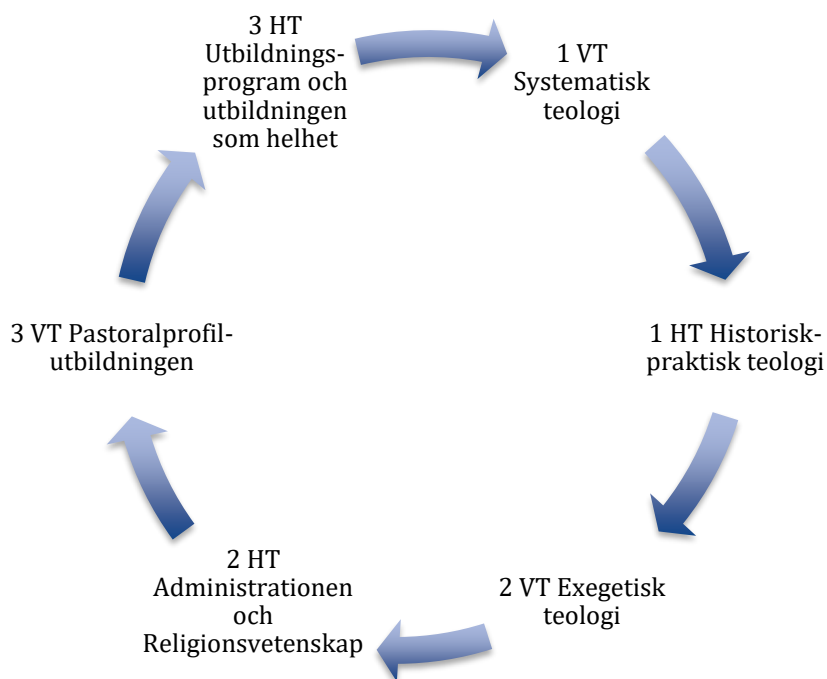 3 HT
Utbildnings-
program och
utbildningen
som helhet
1 VT
Systematisk
teologi
1 HT Historisk-
praktisk teologi
2 VT Exegetisk
teologi
2 HT
Administrationen
och
Religionsvetenskap
3 VT Pastoralprofil-
utbildningen